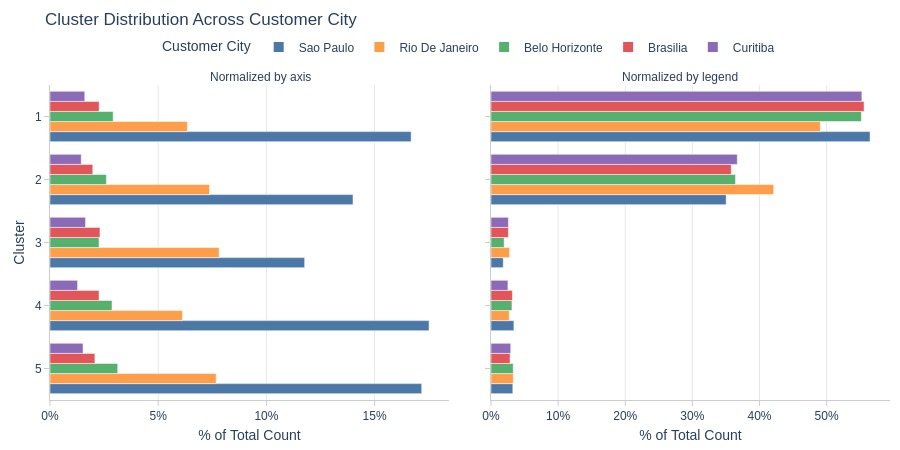 Cluster Distribution Across Customer City
Customer City Sao Paulo Rio De Janeiro Belo Horizonte Brasilia Curitiba
Normalized by axis Normalized by legend
Cluster
1
2
3
4
5
0% 5% 10% 15% 0% 10% 20% 30% 40% 50%
% of Total Count % of Total Count